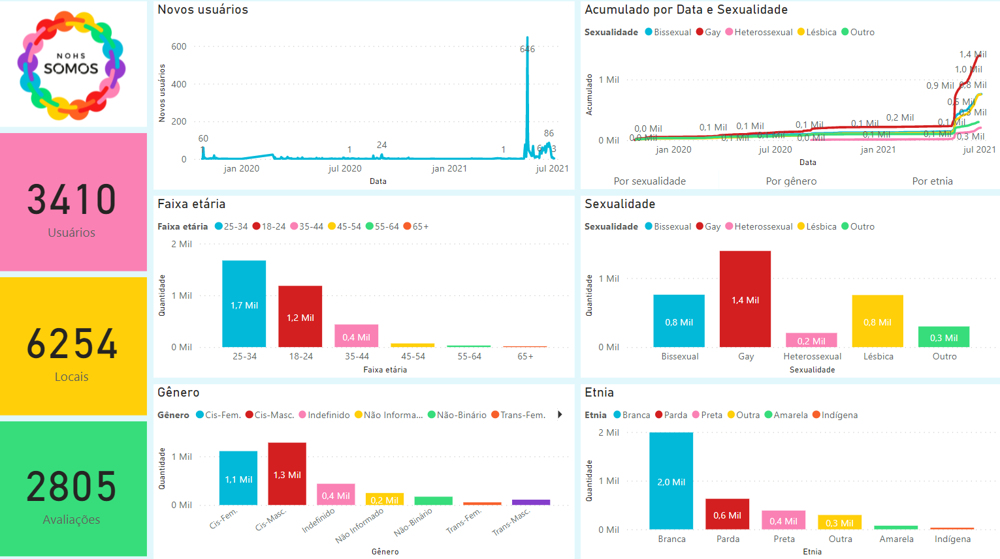 NOHS
SOMOS
3410
Usuários
6254
Locais
2805
Avaliações
Novos usuários
Novos usuários
600
400
200
0
60
1
1
24
1
646
86
6
3
jan 2020
jul 2020
jan 2021
jul 2021
Data
Acumulado por Data e Sexualidade
Sexualidade Bissexual Gay Heterossexual Lésbica Outro
Acumulado
1 Mil
0 Mil
0,0 Mil
0,0 Mil
0,1 Mil
0,1 Mil
0,1 Mil
0,1 Mil
0,1 Mil
0,0 Mil
0,1 Mil
0,1 Mil
0,2 Mil
0,1 Mil
0,1 Mil
0,9 Mil
1,4 Mil
1,0 Mil
0,8 Mil
0,3 Mil
0,3 Mil
jan 2020
jul 2020
jan 2021
jul 2021
Data
Por sexualidade
Por gênero
Por etnia
Faixa etária
Faixa etária 25-34 18-24 35-44 45-54 55-64 65+
Quantidade
2 Mil
1 Mil
0 Mil
1,7 Mil
1,2 Mil
0,4 Mil
25-34
18-24
35-44
45-54
55-64
65+
Faixa etária
Sexualidade
Sexualidade Bissexual Gay Heterossexual Lésbica Outro
Quantidade
1 Mil
0 Mil
0,8 Mil
1,4 Mil
0,2 Mil
0,8 Mil
0,3 Mil
Bissexual
Gay
Heterossexual
Lésbica
Outro
Sexualidade
Gênero
Gênero Cis-Fem. Cis-Masc. Indefinido Não Informa... Não-Binário Trans-Fem.
Quantidade
1 Mil
0 Mil
1,1 Mil
1,3 Mil
0,4 Mil
0,2 Mil
Cis-Fem.
Cis-Masc.
Indefinido
Não Informado
Não-Binário
Trans-Fem.
Trans-Masc.
Gênero
Etnia
Etnia Branca Parda Preta Outra Amarela Indígena
Quantidade
2 Mil
1 Mil
0 Mil
2,0 Mil
0,6 Mil
0,4 Mil
0,3 Mil
Branca
Parda
Preta
Outra
Amarela
Indígena
Etnia